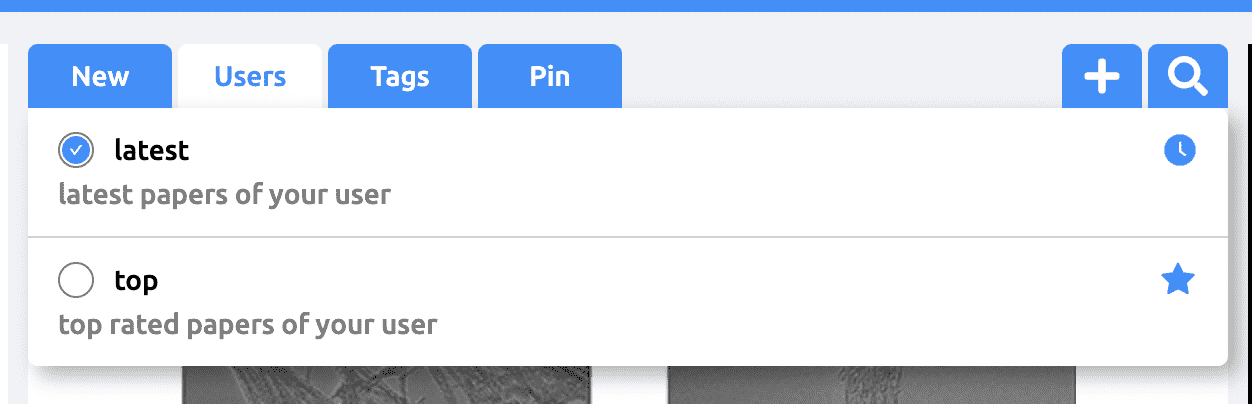 New Users Tags Pin
latest
latest papers of your user
top
top rated papers of your user